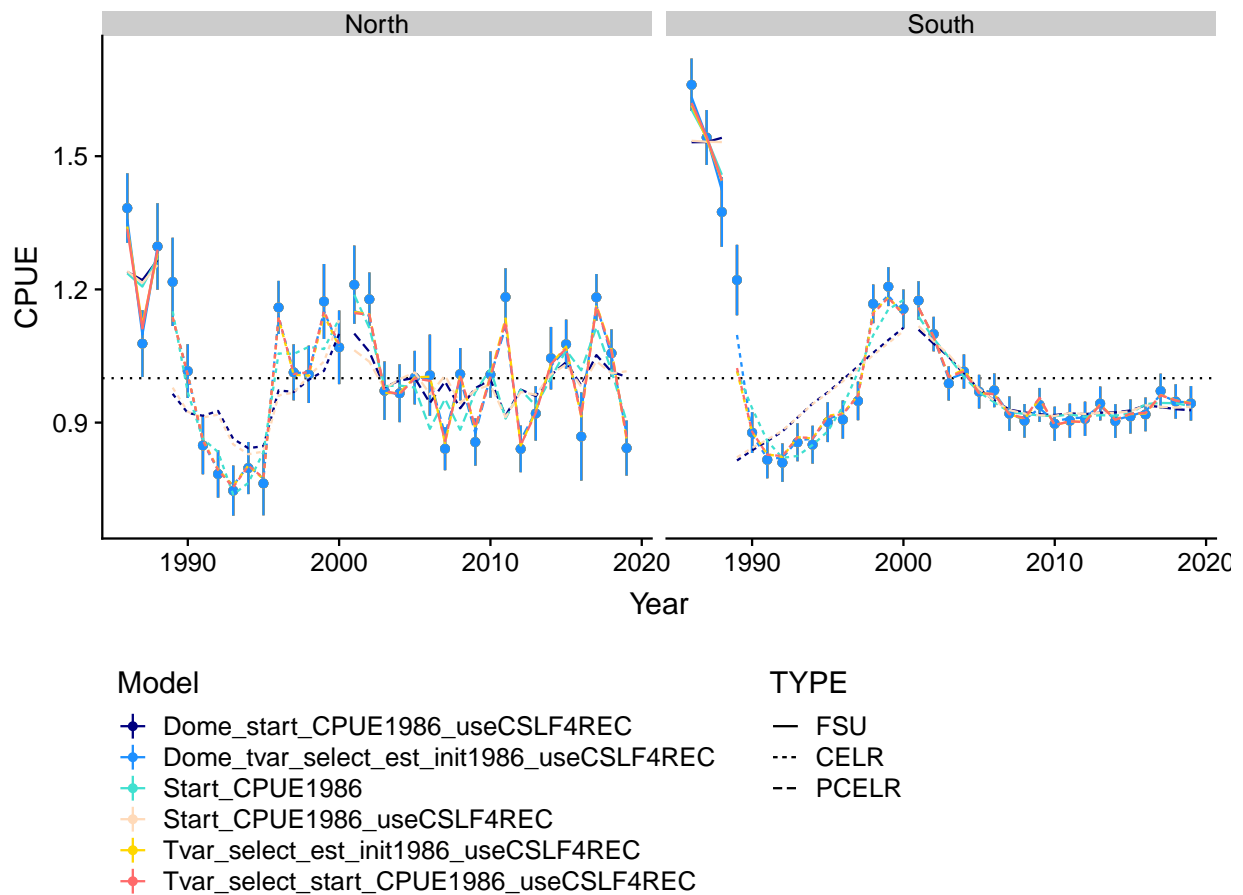 North South
CPUE
1.5
1.2
0.9
1990 2000 2010 2020 1990 2000 2010 2020
Year
Model TYPE
Dome_start_CPUE1986_useCSLF4REC FSU
Dome_tvar_select_est_init1986_useCSLF4REC CELR
Start_CPUE1986 PCELR
Start_CPUE1986_useCSLF4REC
Tvar_select_est_init1986_useCSLF4REC
Tvar_select_start_CPUE1986_useCSLF4REC